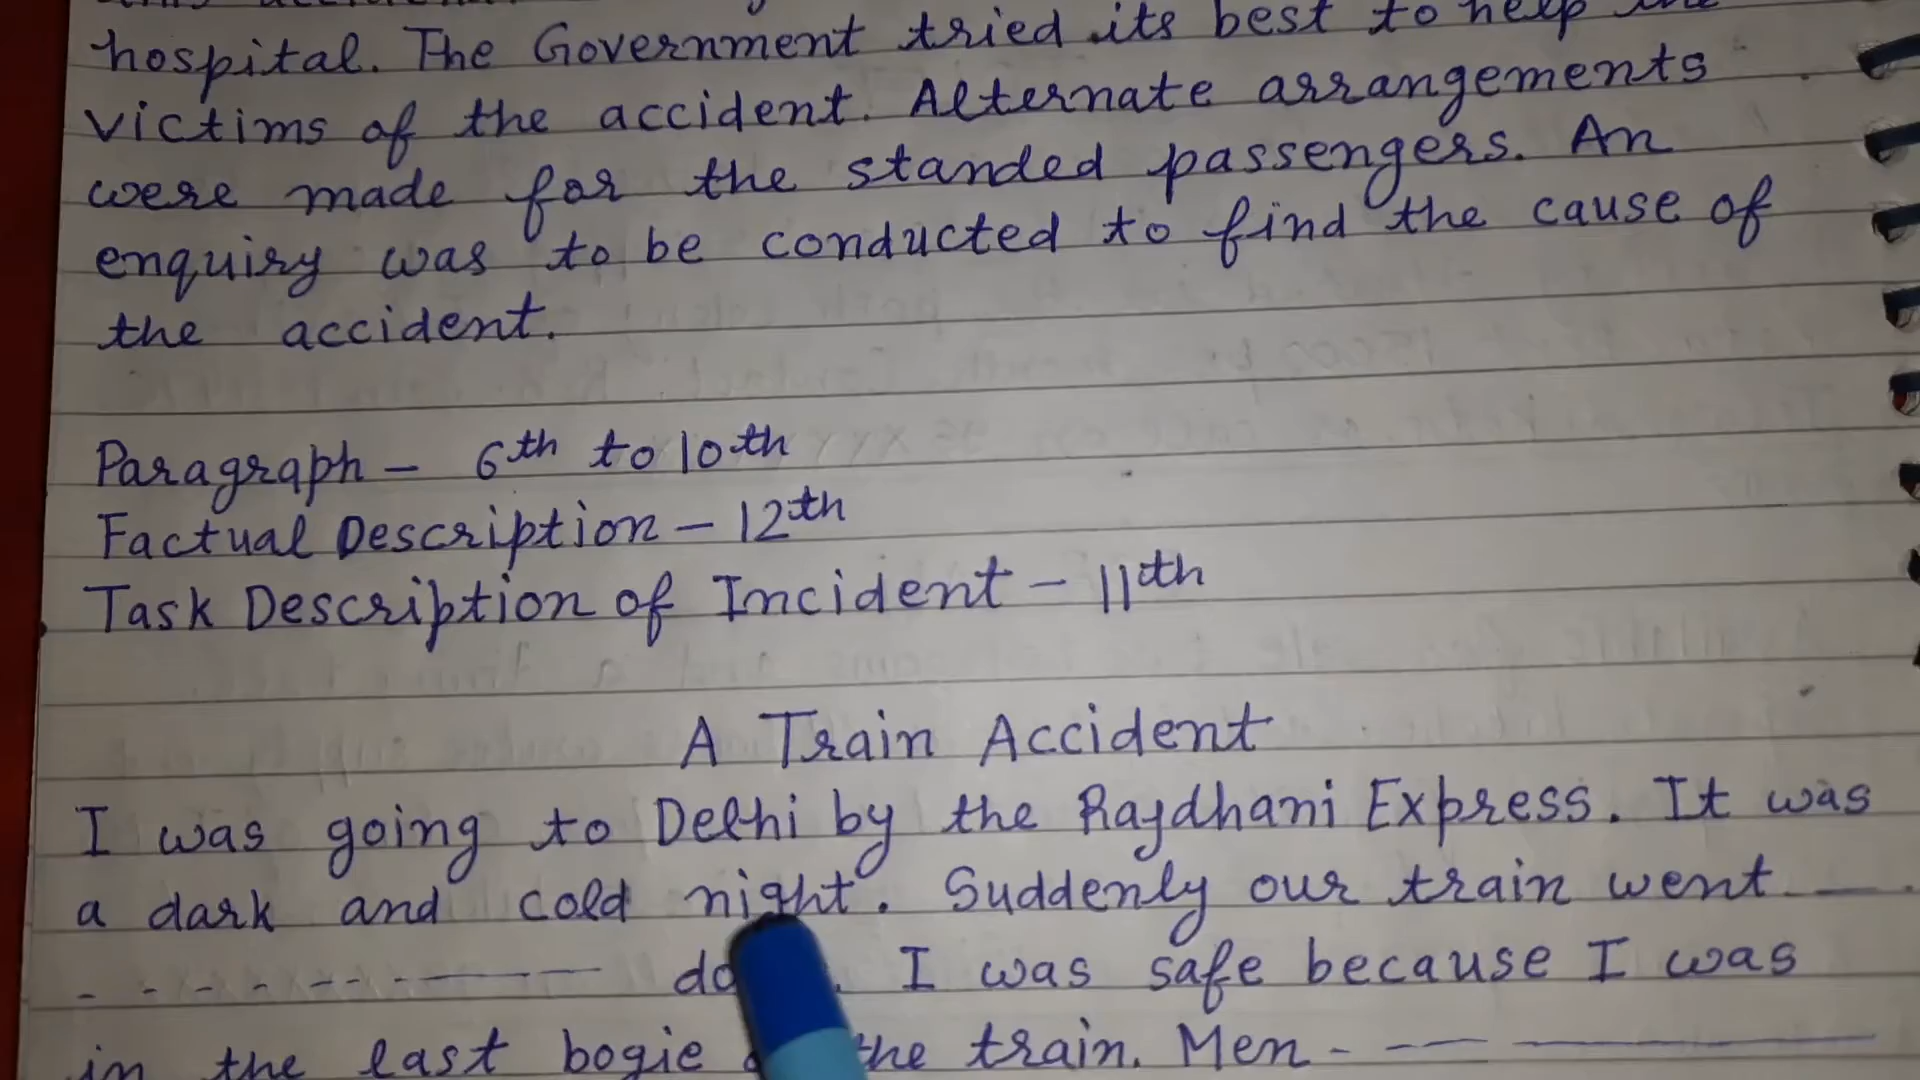 hospital. The Government tried its best to help the
victims of the accident. Alternate arrangements
were made for the standed passengers. An
enquiry was to be conducted to find the cause of
the accident.
Paragraph - 6th to 10th
Factual Description - 12th
Task Description of Incident - 11th
A Train Accident
I was going to Delhi by the Rajdhani Express. It was
a dark and cold night. Suddenly our train went
I was safe because I was
in the last bogie the train. Men